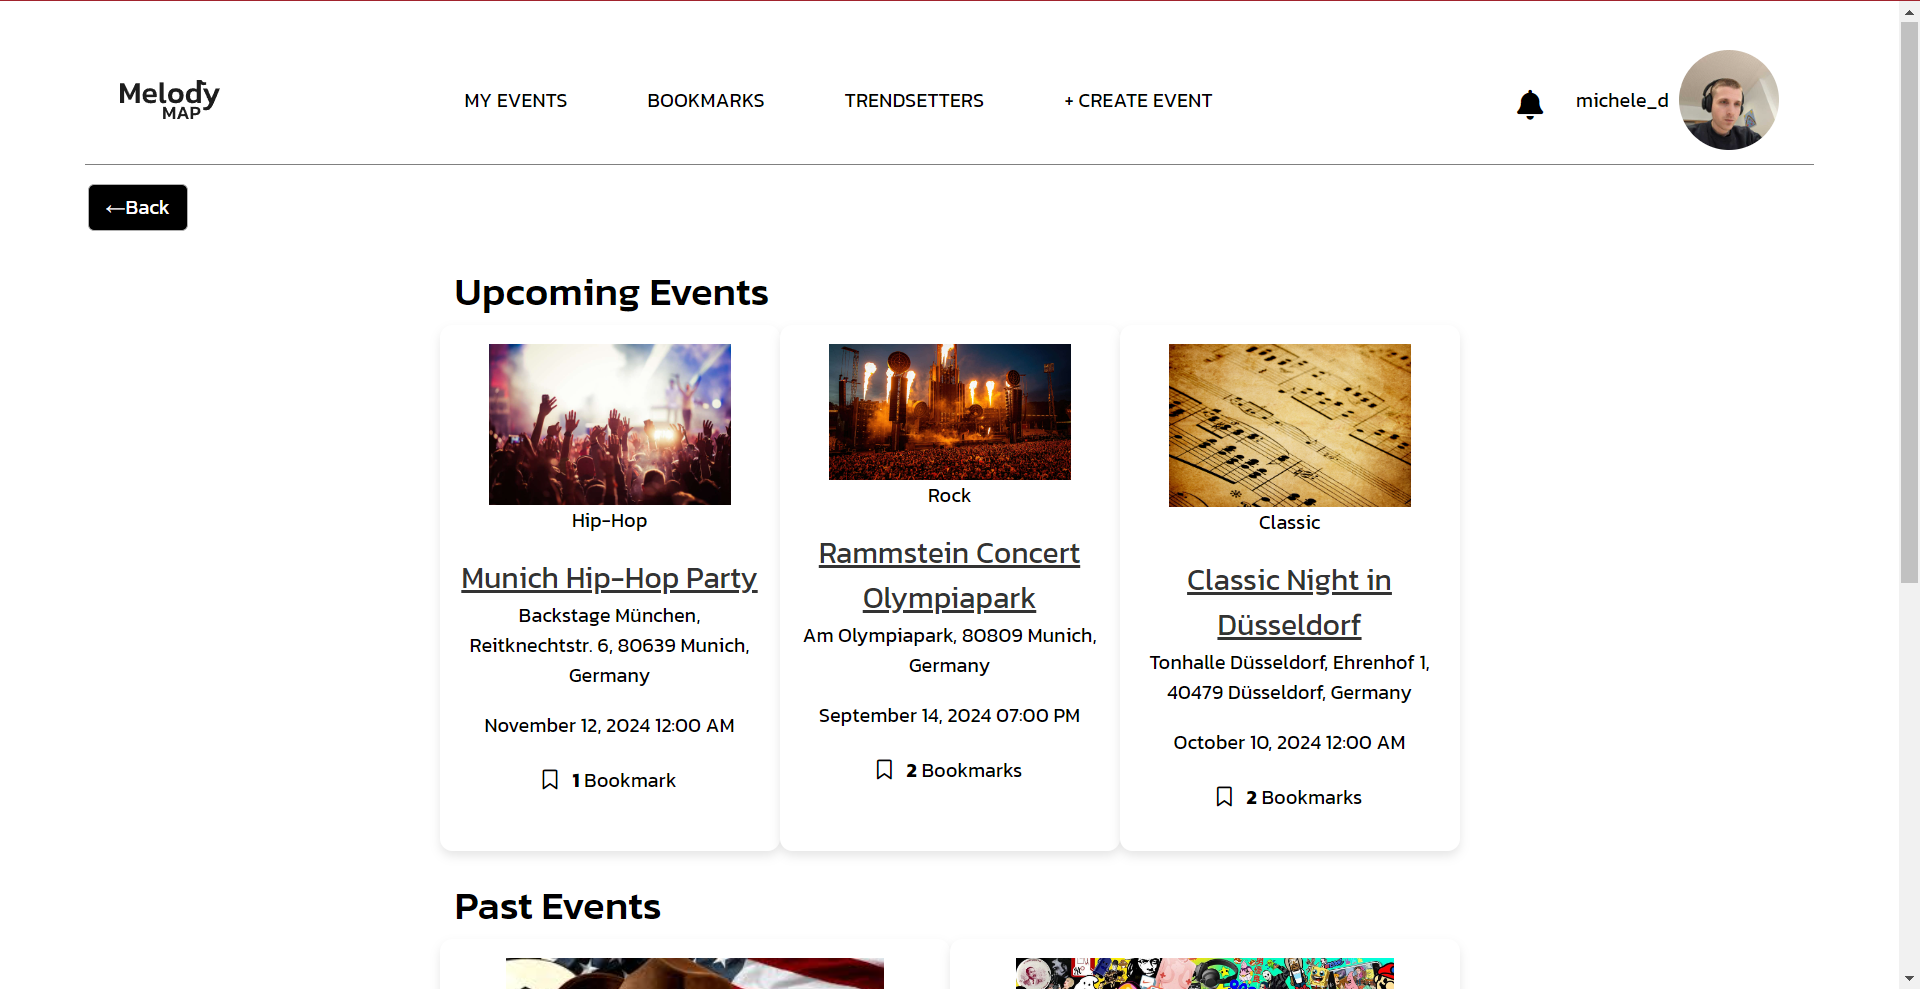 Melody
MAP
MY EVENTS
BOOKMARKS
TRENDSETTERS
+ CREATE EVENT
michele_d
←Back
Upcoming Events
Hip-Hop
Munich Hip-Hop Party
Backstage München,
Reitknechtstr. 6, 80639 Munich,
Germany
November 12, 2024 12:00 AM
1 Bookmark
Rock
Rammstein Concert
Olympiapark
Am Olympiapark, 80809 Munich,
Germany
September 14, 2024 07:00 PM
2 Bookmarks
Classic
Classic Night in
Düsseldorf
Tonhalle Düsseldorf, Ehrenhof 1,
40479 Düsseldorf, Germany
October 10, 2024 12:00 AM
2 Bookmarks
Past Events